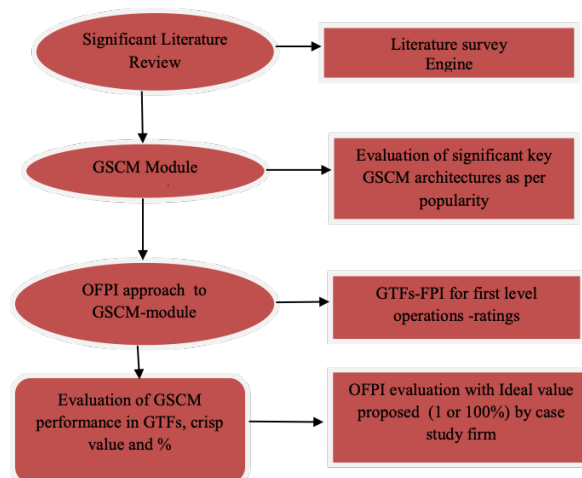 Significant Literature
Review
Literature survey
Engine
GSCM Module
Evaluation of significant key
GSCM architectures as per
popularity
OFPI approach to
GSCM-module
GTFs-FPI for first level
operations -ratings
Evaluation of GSCM
performance in GTFs, crisp
value and %
OFPI evaluation with Ideal value
proposed (1 or 100%) by case
study firm